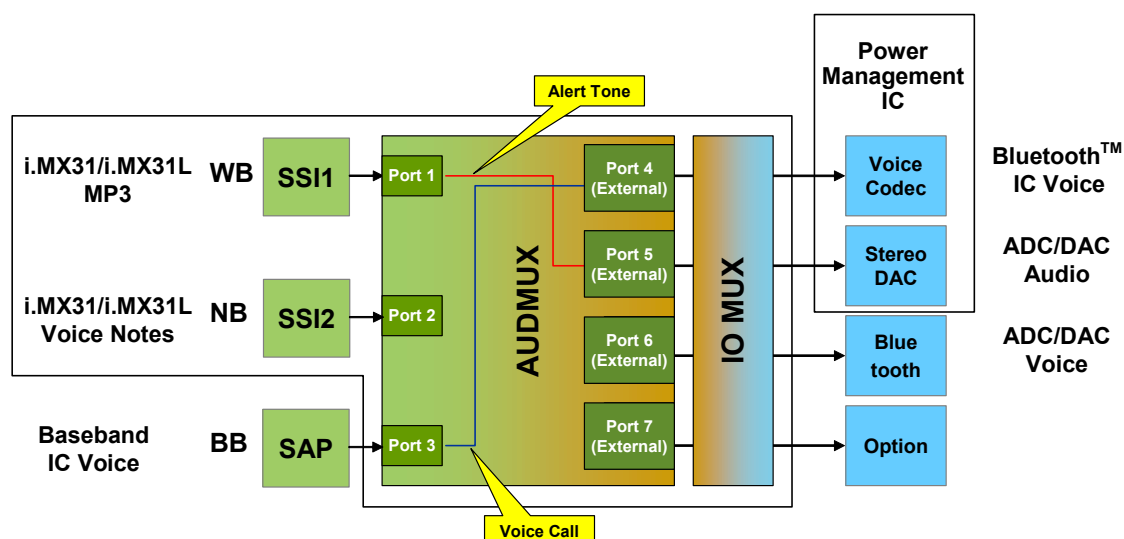 Power
Management
IC
Alert Tone
i.MX31/i.MX31L
MP3
WB
SSI1
Port 1
Port 4
(External)
Voice
Codec
Bluetooth™
IC Voice
Port 5
(External)
Stereo
DAC
ADC/DAC
Audio
i.MX31/i.MX31L
Voice Notes
NB
SSI2
Port 2
AUDMUX
IO MUX
Port 6
(External)
Blue
tooth
ADC/DAC
Voice
Baseband
IC Voice
BB
SAP
Port 3
Port 7
(External)
Option
Voice Call